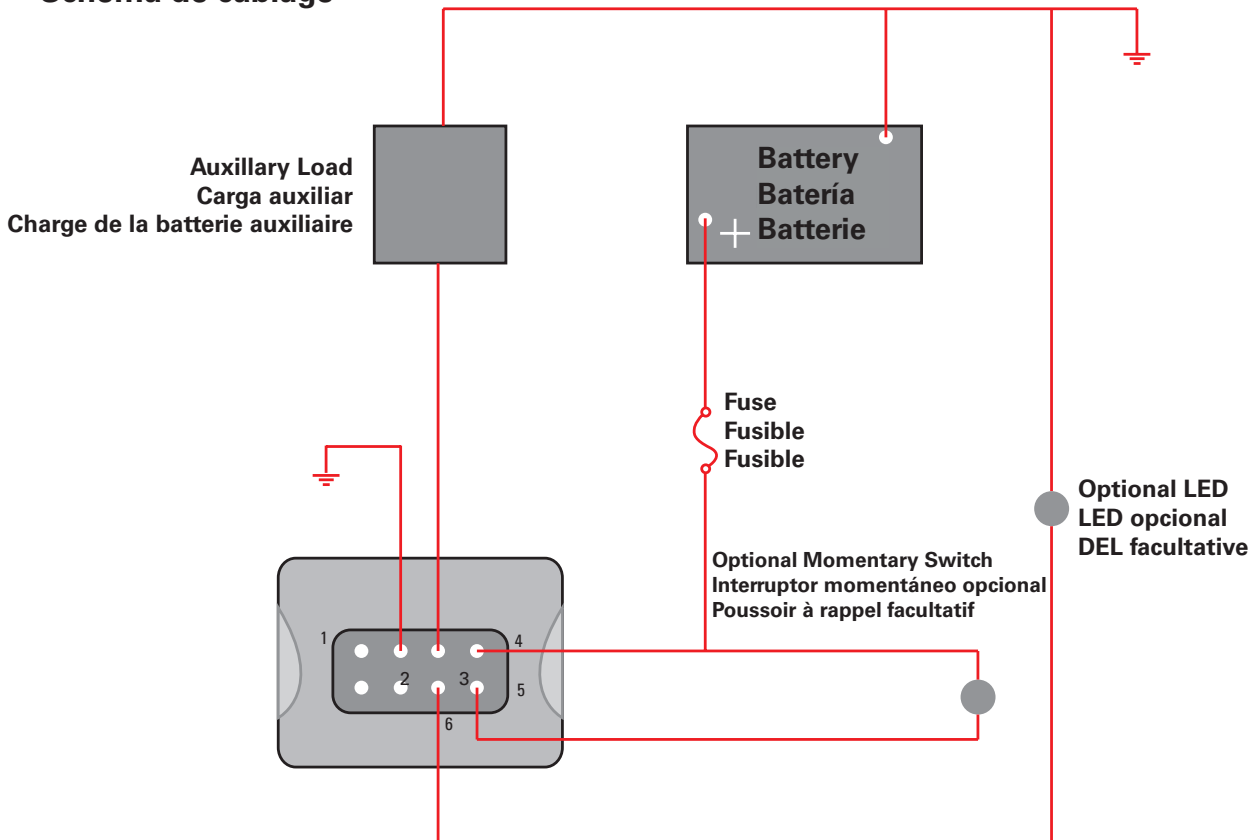 Auxillary Load
Carga auxiliar
Charge de la batterie auxiliaire
Battery
Batería
+ Batterie
Fuse
Fusible
Fusible
Optional LED
LED opcional
DEL facultative
Optional Momentary Switch
Interruptor momentáneo opcional
Poussoir à rappel facultatif
1
4
2
3
5
6